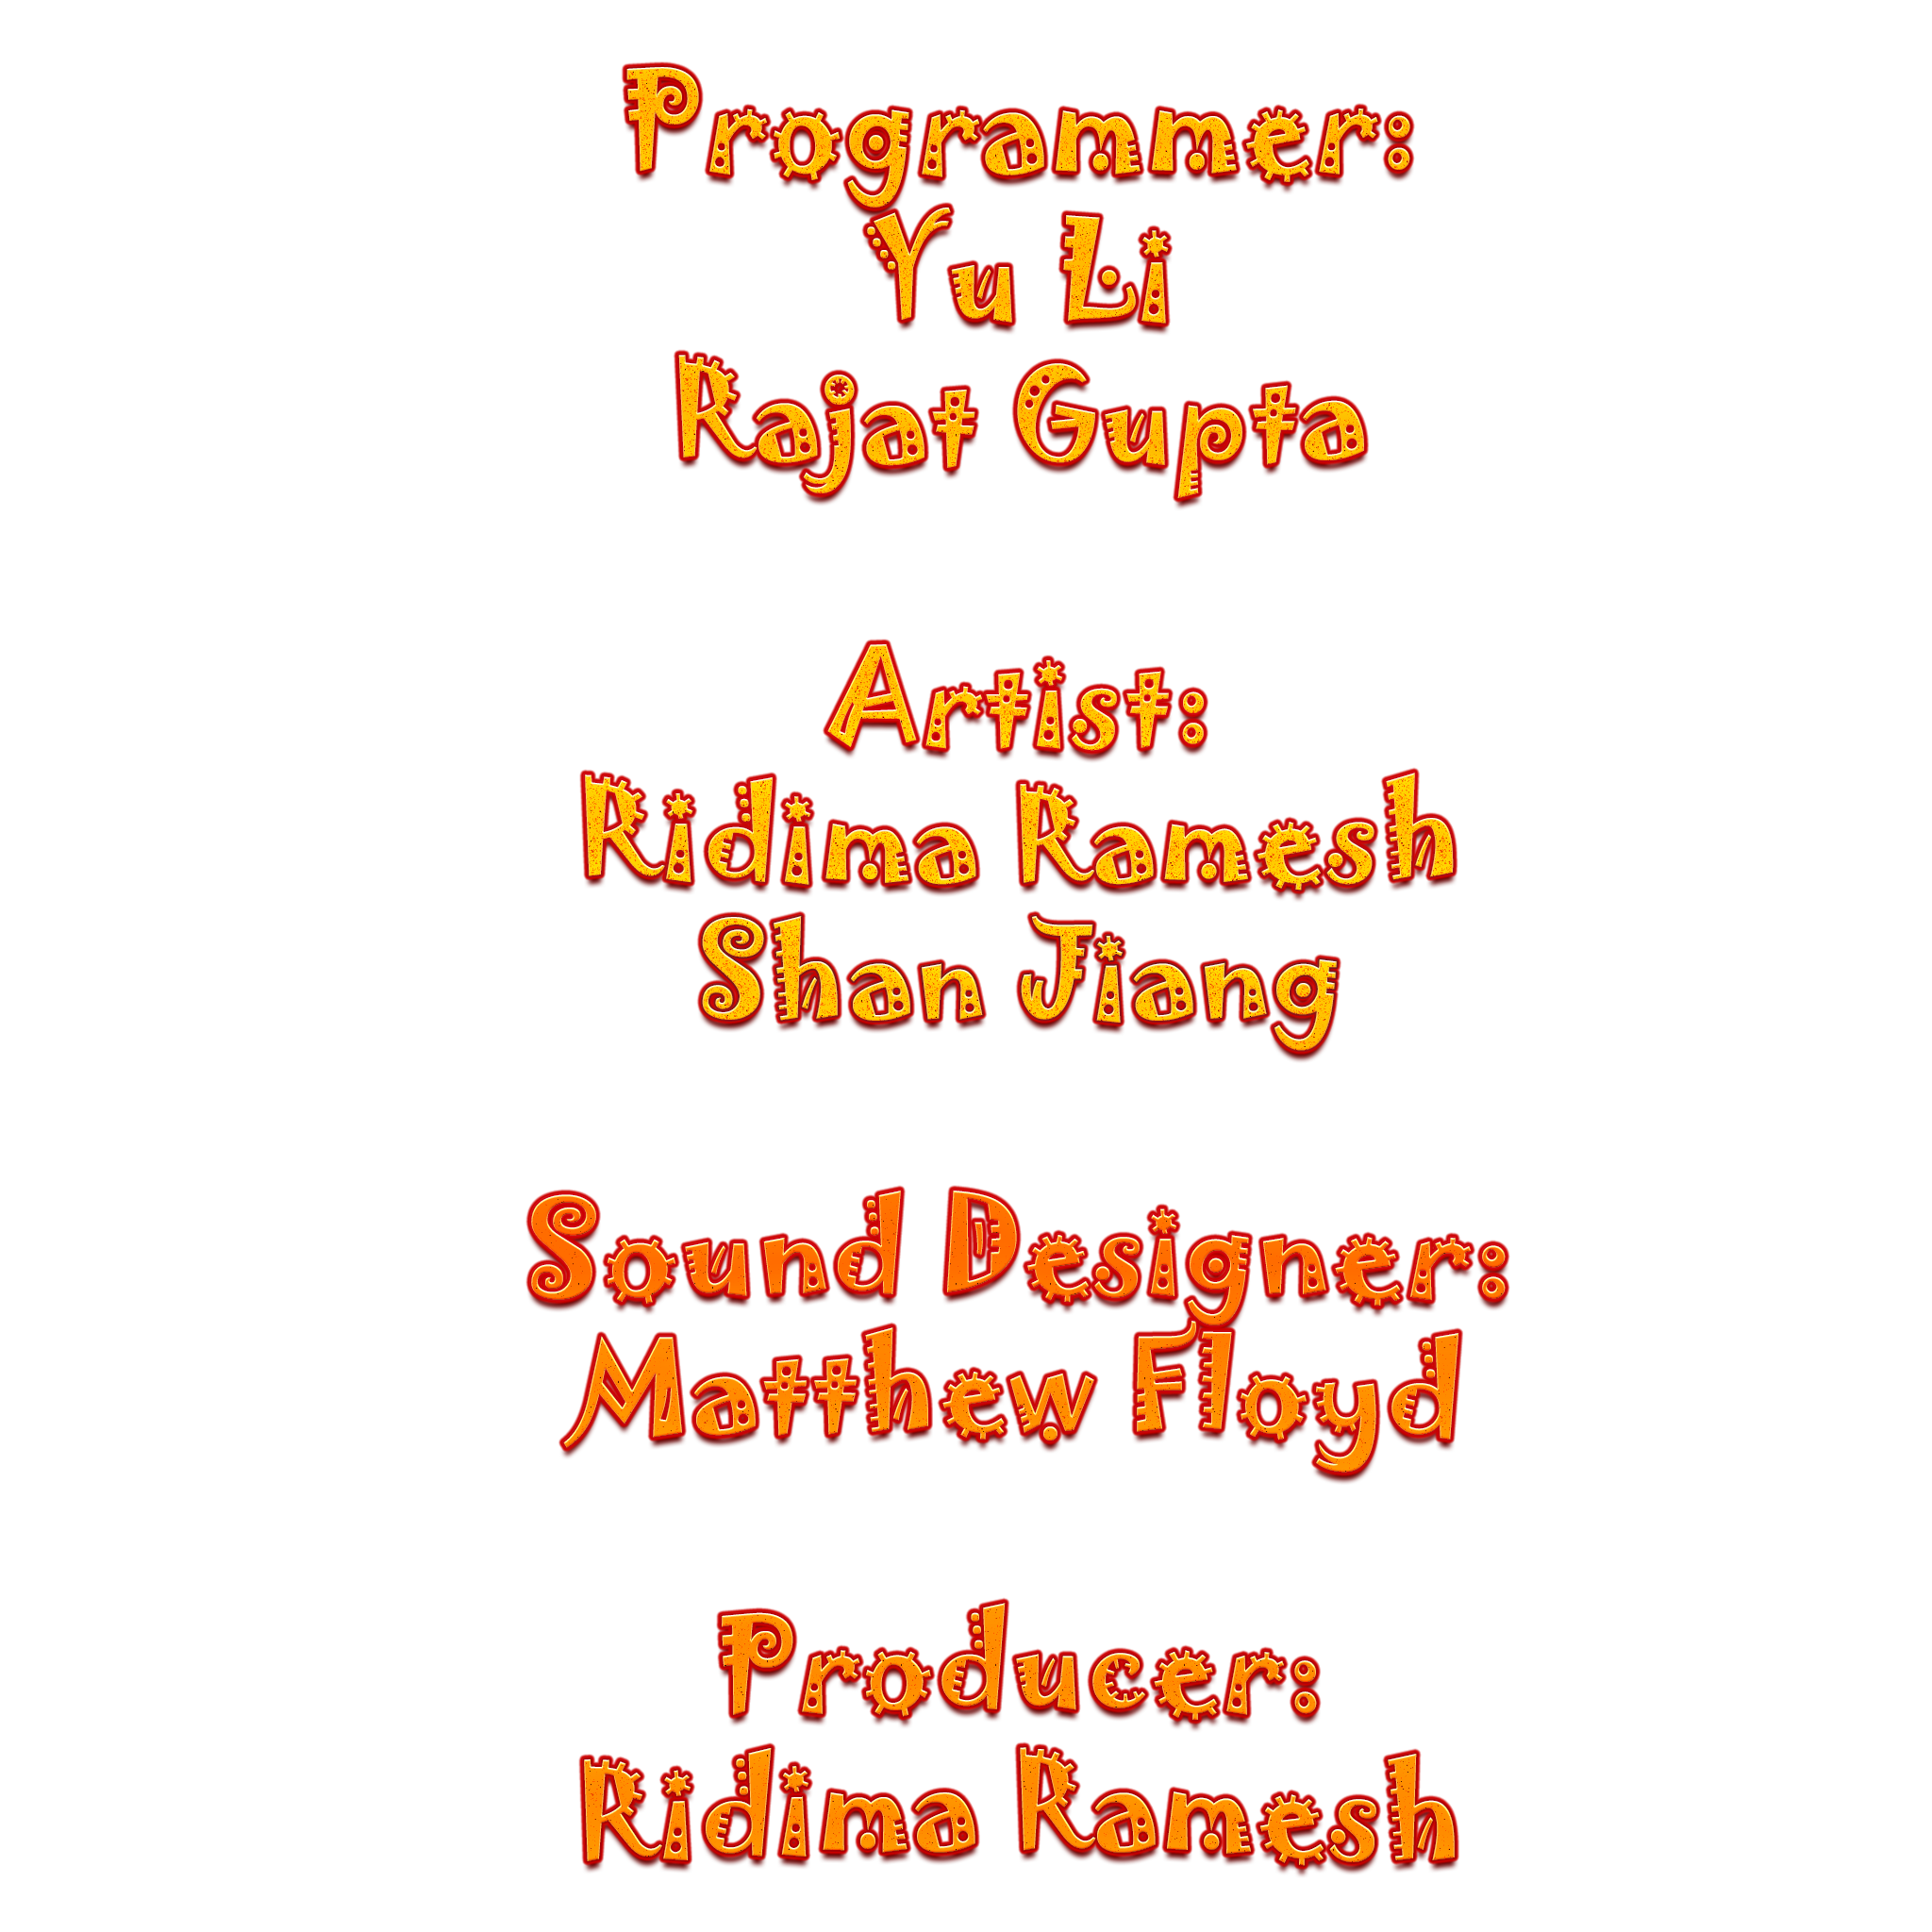 Programmer:
Yu Li
Rajat Gupta
Artist:
Ridima Ramesh
Shan Jiang
Sound Designer:
Matthew Floyd
Producer:
Ridima Ramesh